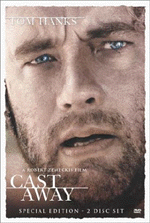 TOM HANKS
A ROBERT ZEMECKIS FILM
CAST
AWAY
SPECIAL EDITION - 2 DISC SET